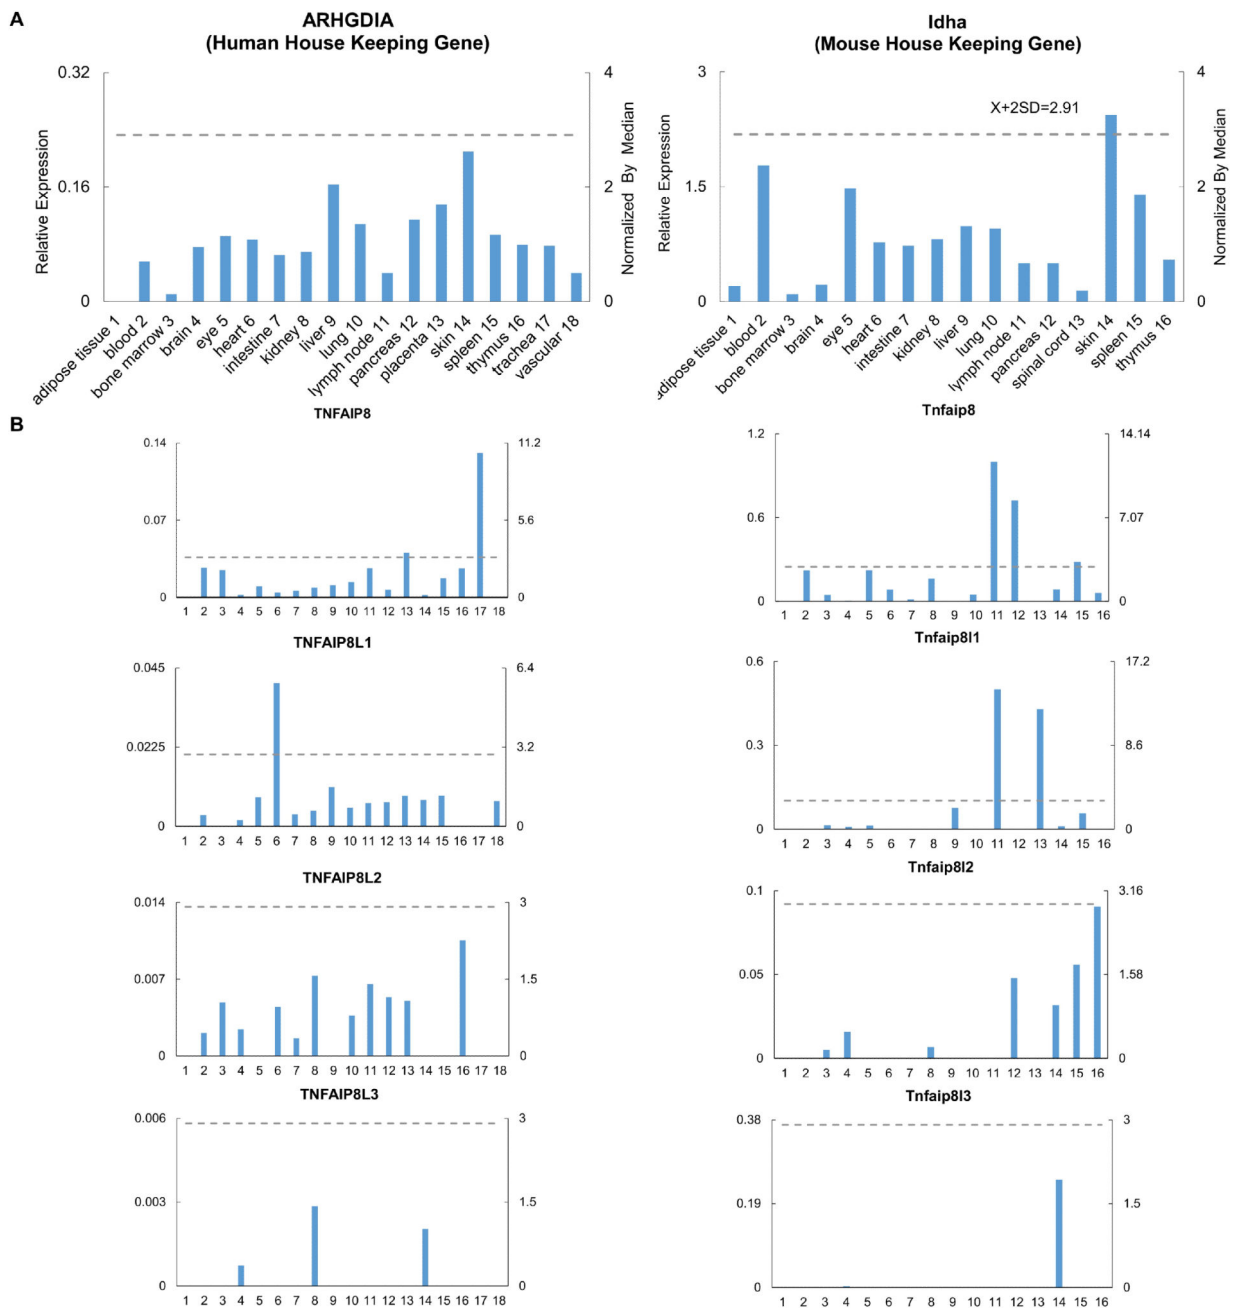 A
ARHGDIA
(Human House Keeping Gene)
0.32
0.16
0
Relative Expression
4
2
0
Normalized By Median
adipose tissue 1
blood 2
bone marrow 3
brain 4
eye 5
heart 6
intestine 7
kidney 8
liver 9
lung 10
lymph node 11
pancreas 12
placenta 13
skin 14
spleen 15
thymus 16
trachea 17
vascular 18
Idha
(Mouse House Keeping Gene)
3
1.5
0
Relative Expression
X+2SD=2.91
4
2
0
Normalized By Median
adipose tissue 1
blood 2
bone marrow 3
brain 4
eye 5
heart 6
intestine 7
kidney 8
liver 9
lung 10
lymph node 11
pancreas 12
spinal cord 13
skin 14
spleen 15
thymus 16
B
TNFAIP8
0.14
0.07
0
11.2
5.6
0
1 2 3 4 5 6 7 8 9 10 11 12 13 14 15 16 17 18
Tnfaip8
1.2
0.6
0
14.14
7.07
0
1 2 3 4 5 6 7 8 9 10 11 12 13 14 15 16
TNFAIP8L1
0.045
0.0225
0
6.4
3.2
0
1 2 3 4 5 6 7 8 9 10 11 12 13 14 15 16 17 18
Tnfaip8l1
0.6
0.3
0
17.2
8.6
0
1 2 3 4 5 6 7 8 9 10 11 12 13 14 15 16
TNFAIP8L2
0.014
0.007
0
3
1.5
0
1 2 3 4 5 6 7 8 9 10 11 12 13 14 15 16 17 18
Tnfaip8l2
0.1
0.05
0
3.16
1.58
0
1 2 3 4 5 6 7 8 9 10 11 12 13 14 15 16
TNFAIP8L3
0.006
0.003
0
3
1.5
0
1 2 3 4 5 6 7 8 9 10 11 12 13 14 15 16 17 18
Tnfaip8l3
0.38
0.19
0
3
1.5
0
1 2 3 4 5 6 7 8 9 10 11 12 13 14 15 16